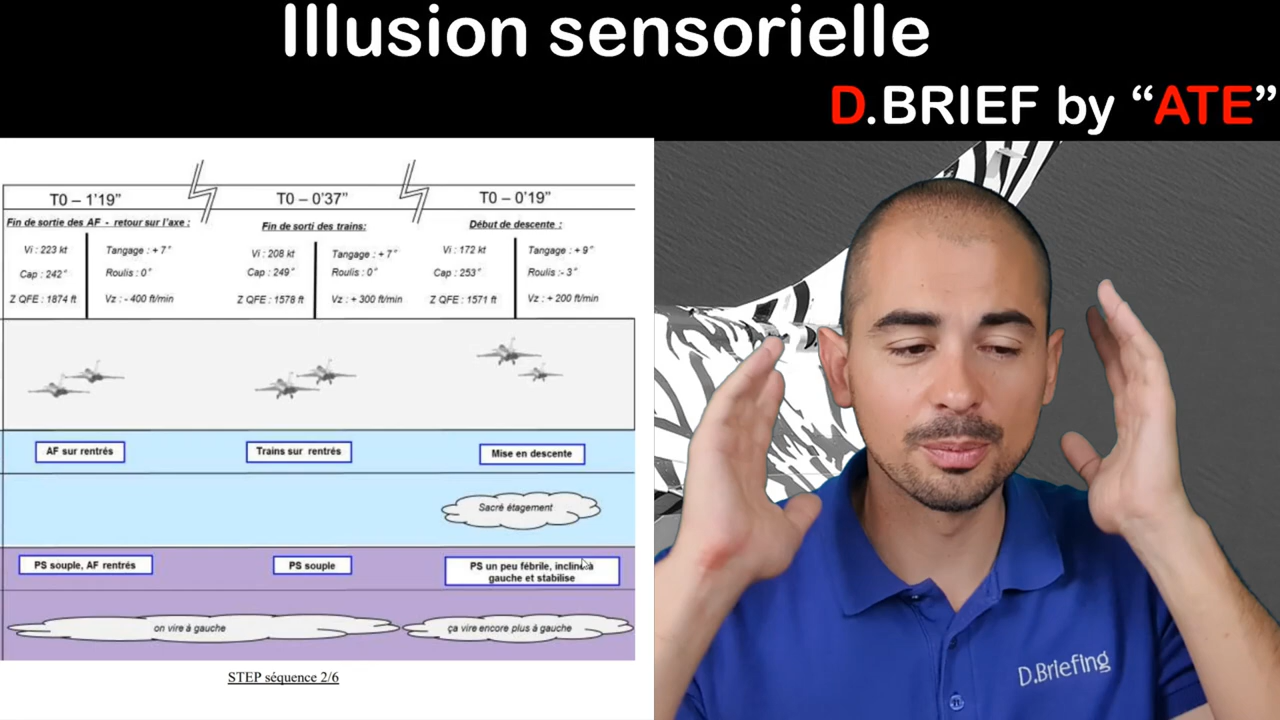 Illusion sensorielle
D.BRIEF by “ATE”
T0 – 1’19” T0 – 0’37” T0 – 0’19”
Fin de sortie des AF - retour sur l’axe : Fin de sorti des trains: Début de descente :
Vi : 223 kt Tangage : + 7° Vi : 208 kt Tangage : + 7° Vi : 172 kt Tangage : + 9°
Cap : 242° Roulis : 0° Cap : 249° Roulis : 0° Cap : 253° Roulis :- 3°
Z QFE : 1874 ft Vz : - 400 ft/min Z QFE : 1578 ft Vz : + 300 ft/min Z QFE : 1571 ft Vz : + 200 ft/min
AF sur rentrés Trains sur rentrés Mise en descente
Sacré étagement
PS souple, AF rentrés PS souple PS un peu fébrile, incline à
gauche et stabilise
on vire à gauche ça vire encore plus à gauche
STEP séquence 2/6
D.Briefing